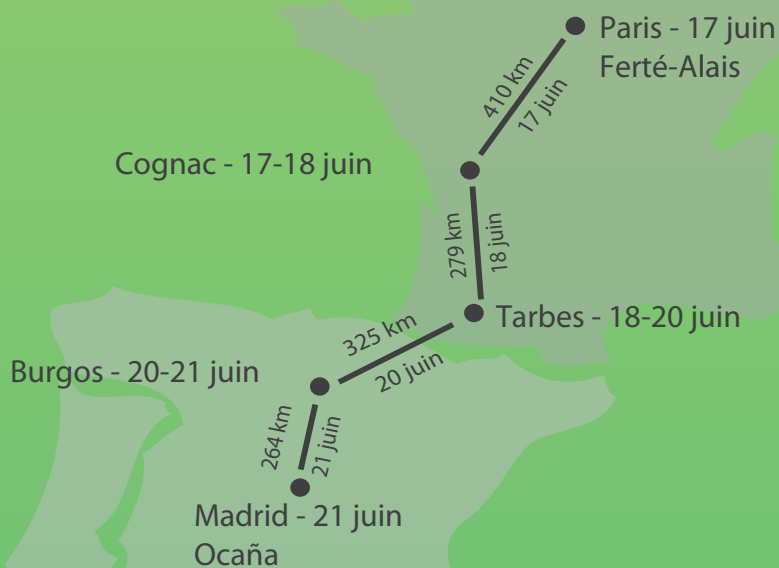 Paris - 17 juin
Ferté-Alais
410 km
17 juin
Cognac - 17-18 juin
279 km
18 juin
Tarbes - 18-20 juin
325 km
20 juin
Burgos - 20-21 juin
264 km
21 juin
Madrid - 21 juin
Ocaña